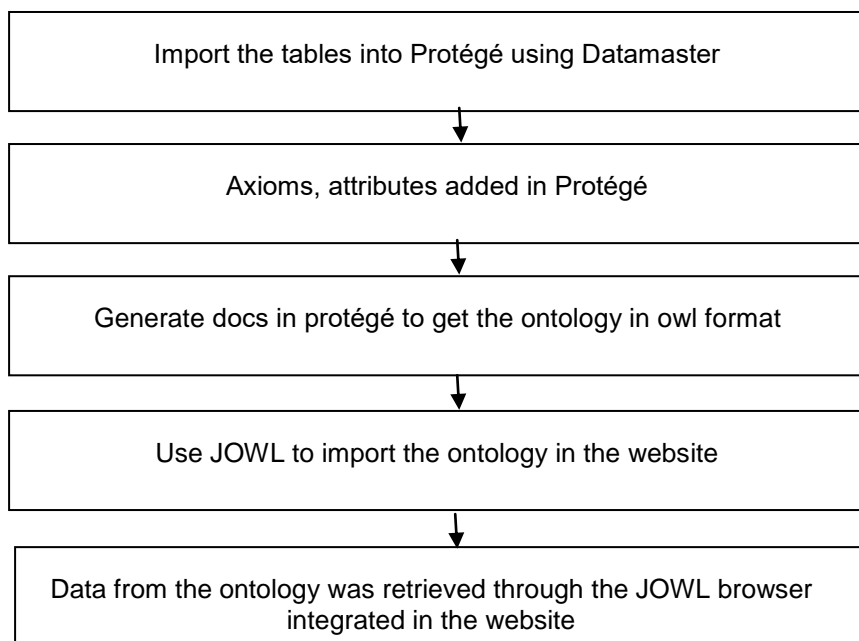 Import the tables into Protégé using Datamaster
Axioms, attributes added in Protégé
Generate docs in protégé to get the ontology in owl format
Use JOWL to import the ontology in the website
Data from the ontology was retrieved through the JOWL browser
integrated in the website